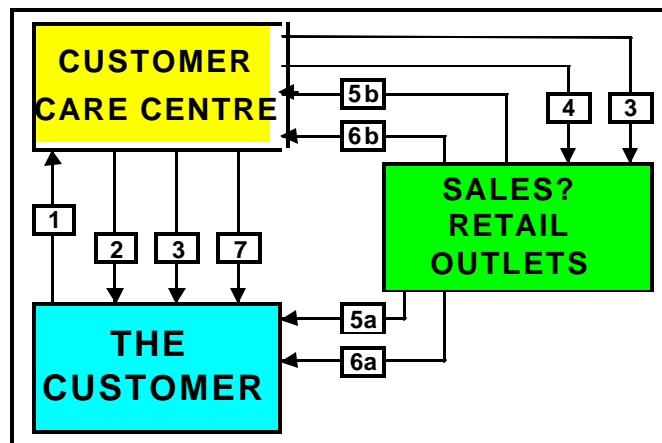 CUSTOMER
CARE CENTRE
5b
6b
4
3
SALES?
RETAIL
OUTLETS
1
2
3
7
5a
6a
THE
CUSTOMER